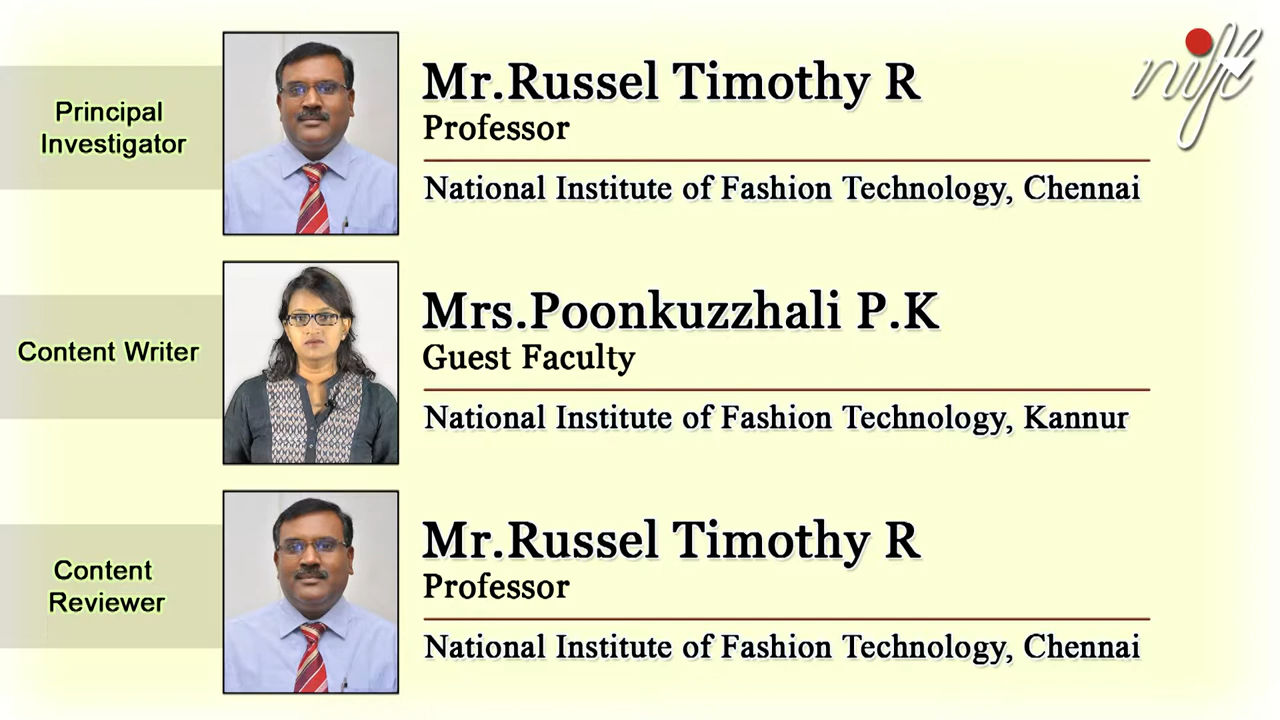 Principal
Investigator
Mr.Russel Timothy R
Professor
National Institute of Fashion Technology, Chennai
nift
Content Writer
Mrs.Poonkuzzhali P.K
Guest Faculty
National Institute of Fashion Technology, Kannur
Content
Reviewer
Mr.Russel Timothy R
Professor
National Institute of Fashion Technology, Chennai